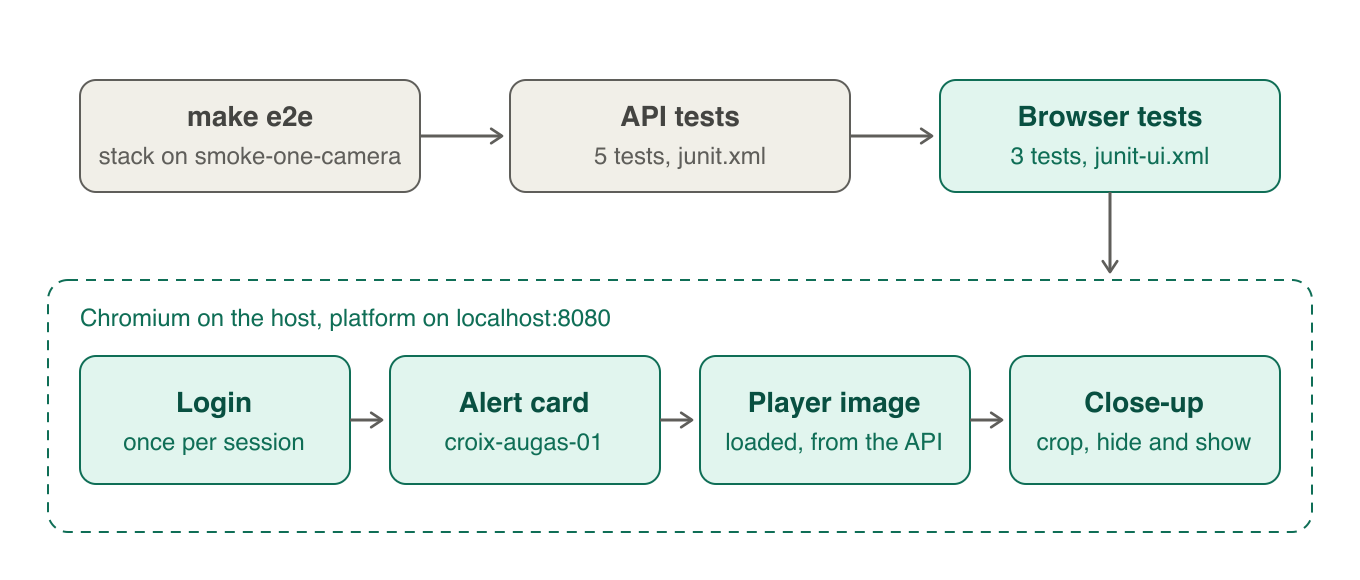 make e2e
stack on smoke-one-camera
API tests
5 tests, junit.xml
Browser tests
3 tests, junit-ui.xml
Chromium on the host, platform on localhost:8080
Login
once per session
Alert card
croix-augas-01
Player image
loaded, from the API
Close-up
crop, hide and show